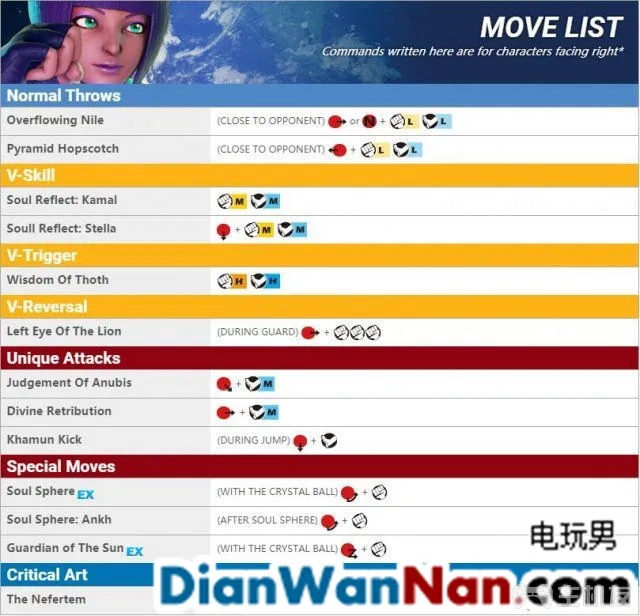 MOVE LIST
Commands written here are for characters facing right*
Normal Throws
Overflowing Nile (CLOSE TO OPPONENT) or N + L L
Pyramid Hopscotch (CLOSE TO OPPONENT) + L L
V-Skill
Soul Reflect: Kamal M M
Soull Reflect: Stella + M M
V-Trigger
Wisdom Of Thoth H H
V-Reversal
Left Eye Of The Lion (DURING GUARD) +
Unique Attacks
Judgement Of Anubis + M
Divine Retribution + M
Khamun Kick (DURING JUMP) +
Special Moves
Soul Sphere EX (WITH THE CRYSTAL BALL) +
Soul Sphere: Ankh (AFTER SOUL SPHERE) +
Guardian of The Sun EX (WITH THE CRYSTAL BALL) +
电玩男
Critical Art
DianWanNan.com
The Nefertem